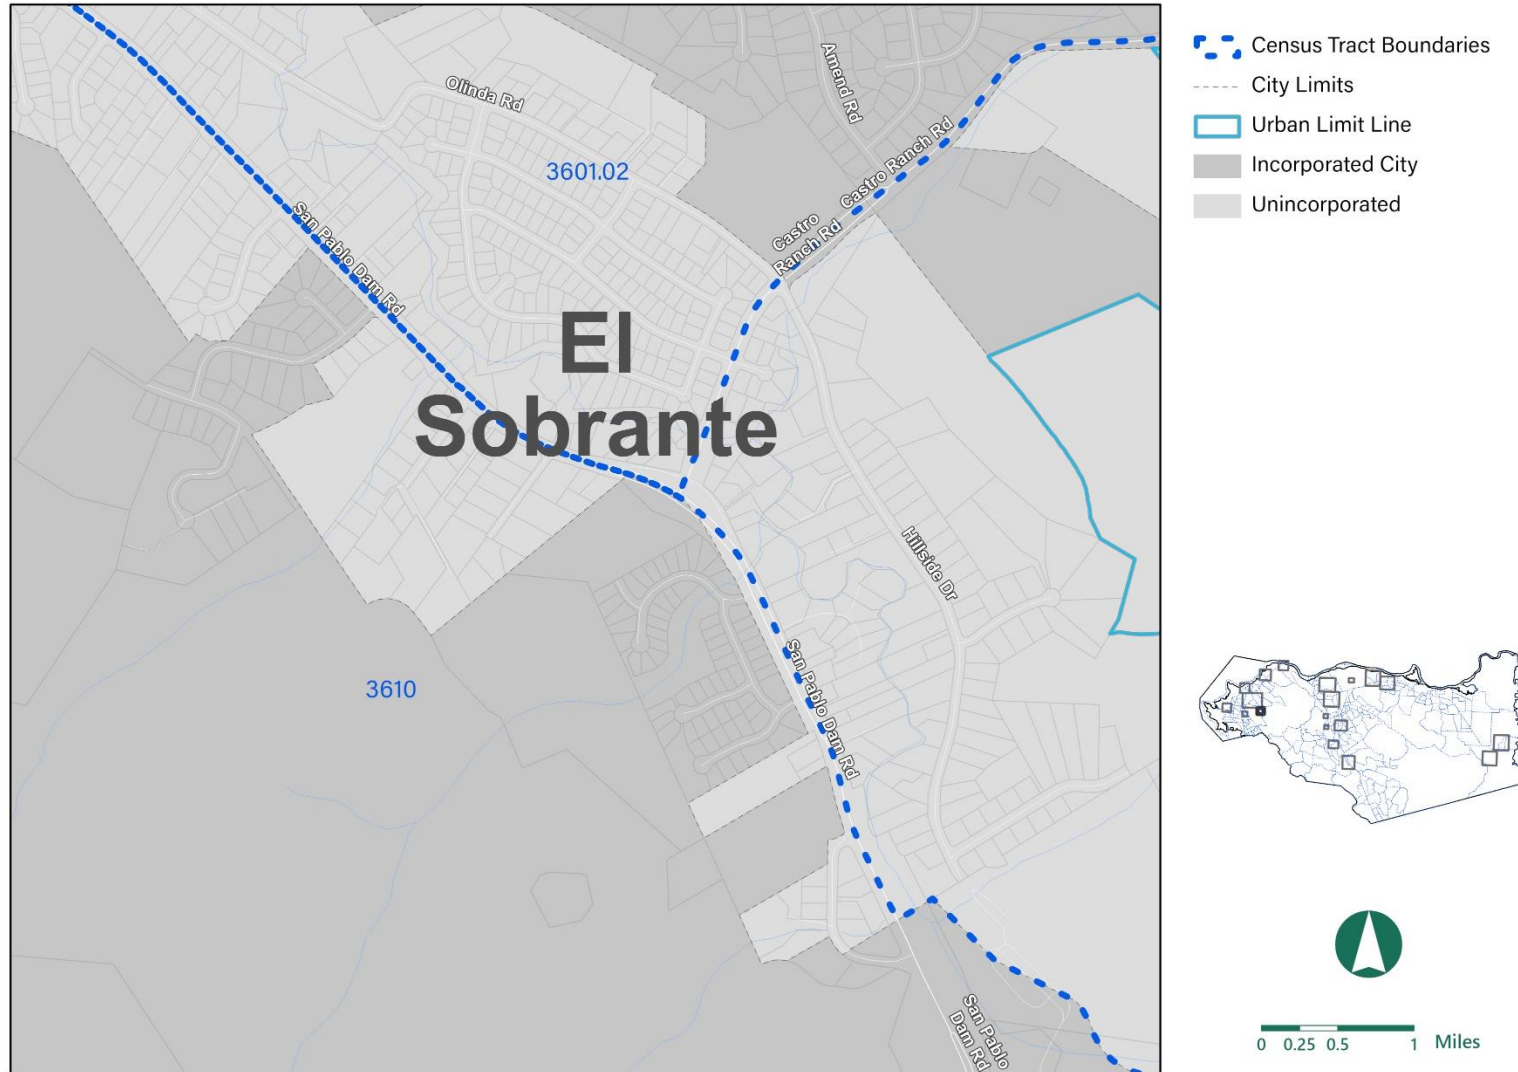 Amend Rd
Olinda Rd
3601.02
Castro Ranch Rd
Castro
Ranch Rd
San Pablo Dam Rd
El
Sobrante
Hillside Dr
San Pablo Dam Rd
3610
San Pablo
Dam Rd
Census Tract Boundaries
City Limits
Urban Limit Line
Incorporated City
Unincorporated
0 0.25 0.5 1 Miles